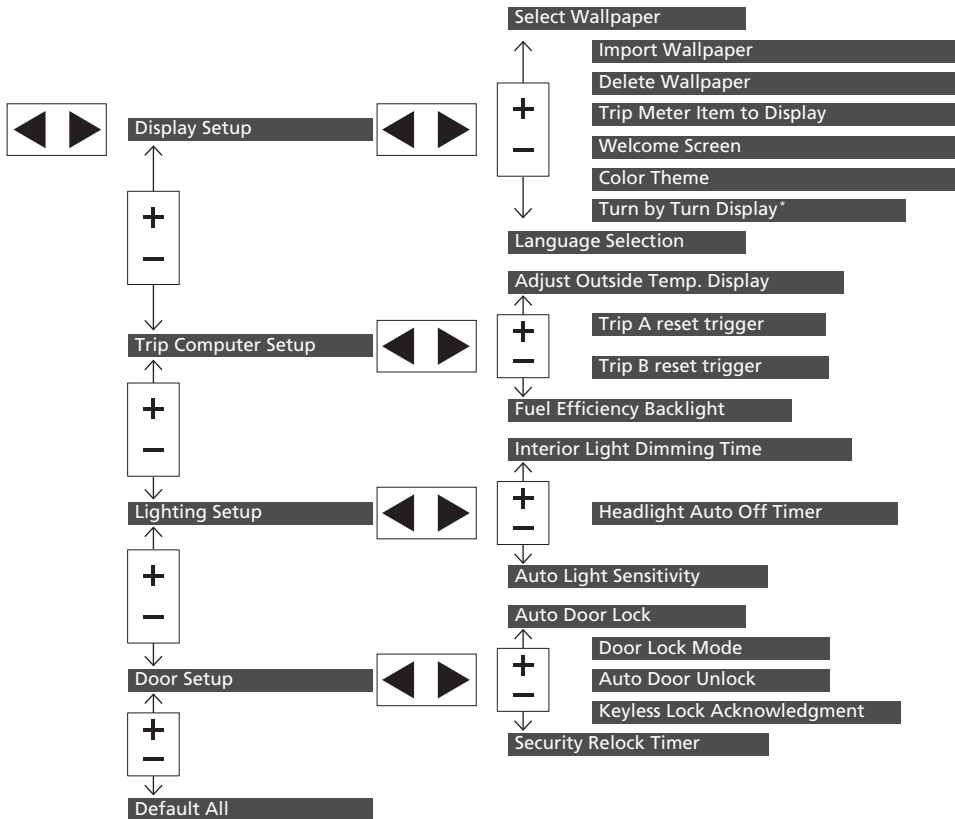 Select Wallpaper
Import Wallpaper
Delete Wallpaper
+
Trip Meter Item to Display
Display Setup
−
Welcome Screen
Color Theme
Turn by Turn Display*
+
−
Language Selection
Adjust Outside Temp. Display
+
Trip A reset trigger
Trip Computer Setup
−
Trip B reset trigger
Fuel Efficiency Backlight
+
−
Interior Light Dimming Time
+
Headlight Auto Off Timer
Lighting Setup
−
Auto Light Sensitivity
+
−
Auto Door Lock
Door Lock Mode
+
Auto Door Unlock
Door Setup
−
Keyless Lock Acknowledgment
Security Relock Timer
+
−
Default All